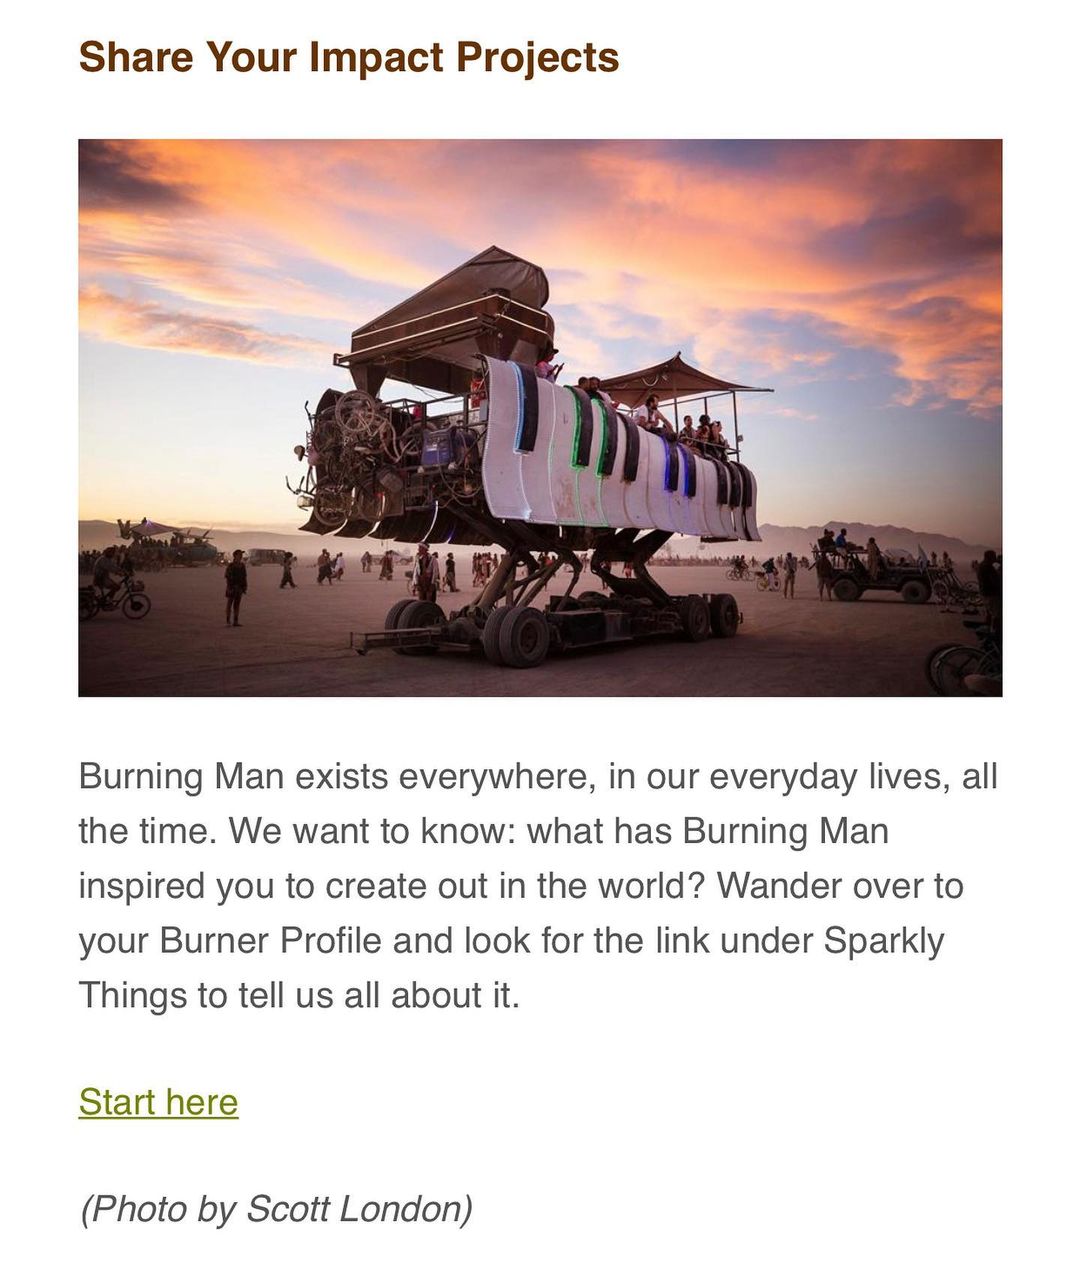 Share Your Impact Projects
Burning Man exists everywhere, in our everyday lives, all
the time. We want to know: what has Burning Man
inspired you to create out in the world? Wander over to
your Burner Profile and look for the link under Sparkly
Things to tell us all about it.
Start here
(Photo by Scott London)